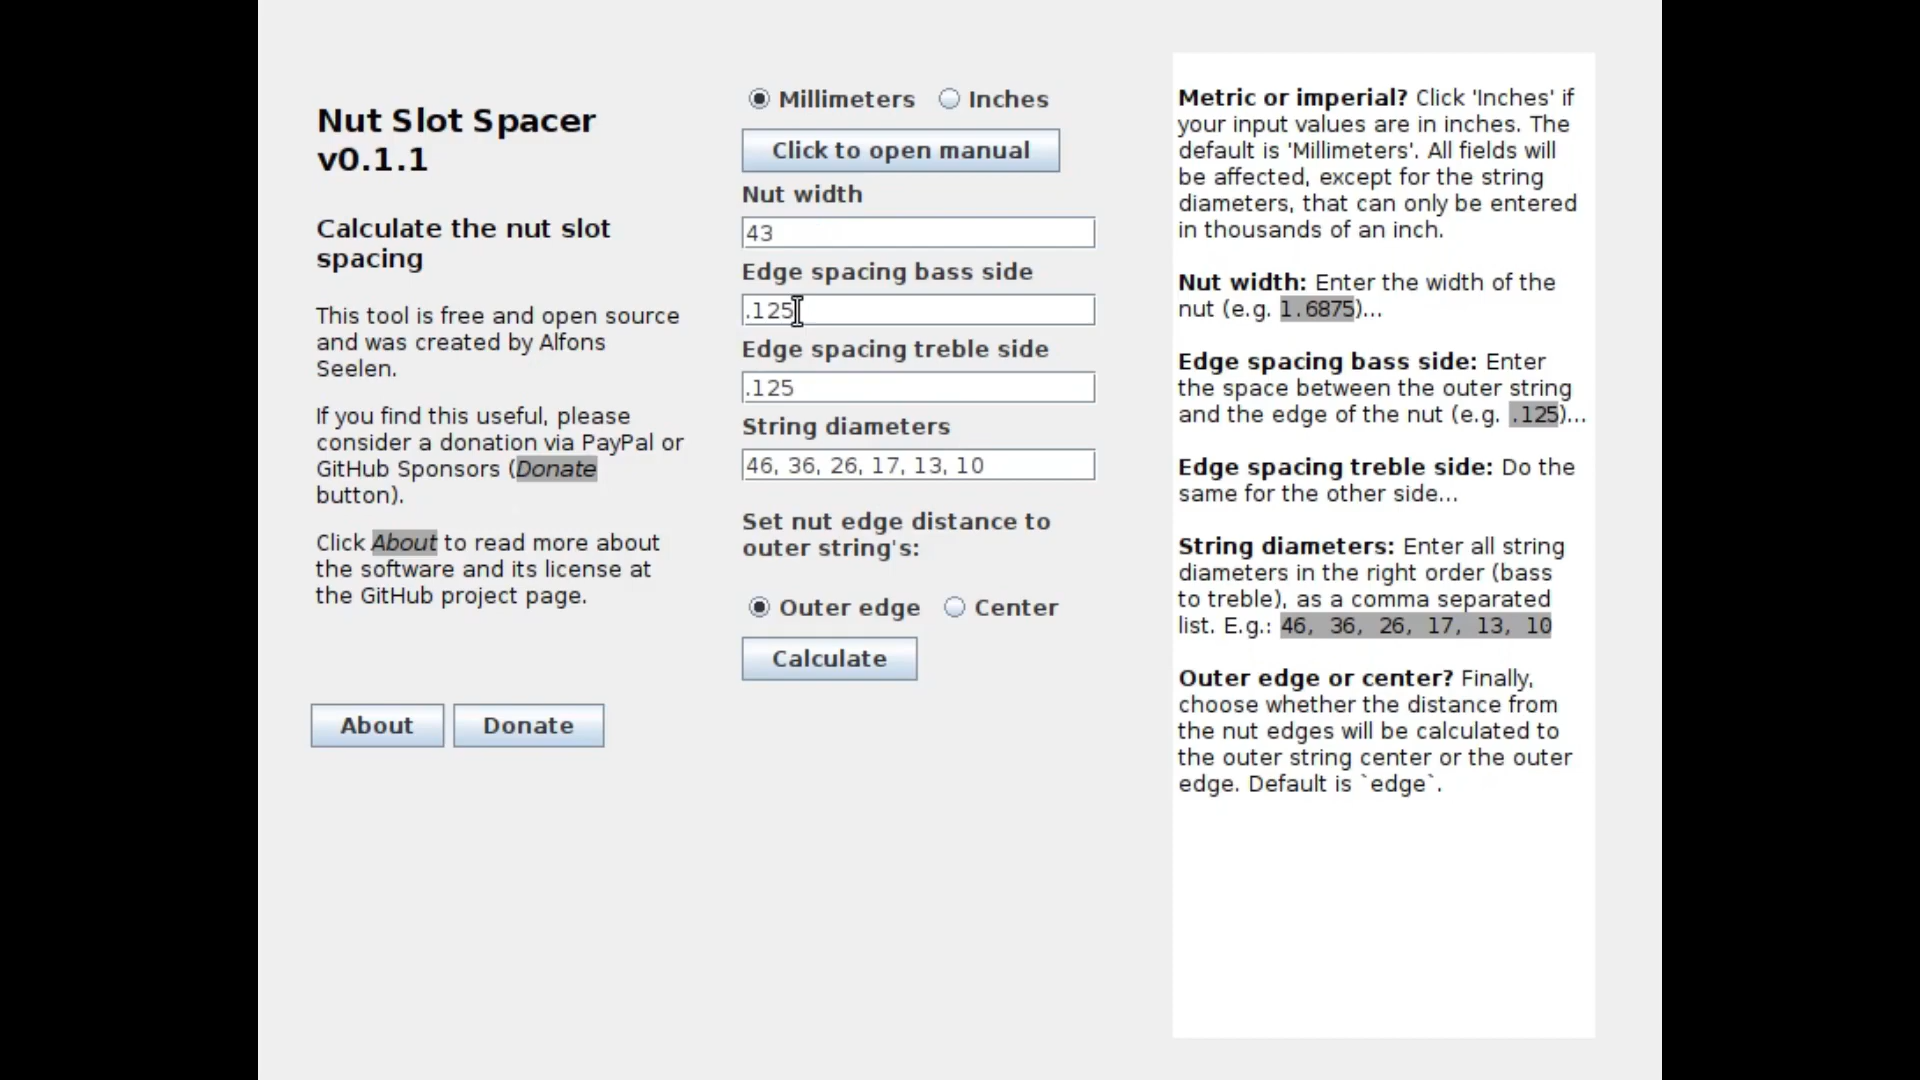 Nut Slot Spacer
v0.1.1
Calculate the nut slot
spacing
This tool is free and open source
and was created by Alfons
Seelen.
If you find this useful, please
consider a donation via PayPal or
GitHub Sponsors (Donate
button).
Click About to read more about
the software and its license at
the GitHub project page.
About Donate
Millimeters Inches
Click to open manual
Nut width
43
Edge spacing bass side
.125
Edge spacing treble side
.125
String diameters
46, 36, 26, 17, 13, 10
Set nut edge distance to
outer string's:
Outer edge Center
Calculate
Metric or imperial? Click 'Inches' if
your input values are in inches. The
default is 'Millimeters'. All fields will
be affected, except for the string
diameters, that can only be entered
in thousands of an inch.
Nut width: Enter the width of the
nut (e.g. 1.6875)...
Edge spacing bass side: Enter
the space between the outer string
and the edge of the nut (e.g. .125)...
Edge spacing treble side: Do the
same for the other side...
String diameters: Enter all string
diameters in the right order (bass
to treble), as a comma separated
list. E.g.: 46, 36, 26, 17, 13, 10
Outer edge or center? Finally,
choose whether the distance from
the nut edges will be calculated to
the outer string center or the outer
edge. Default is `edge`.